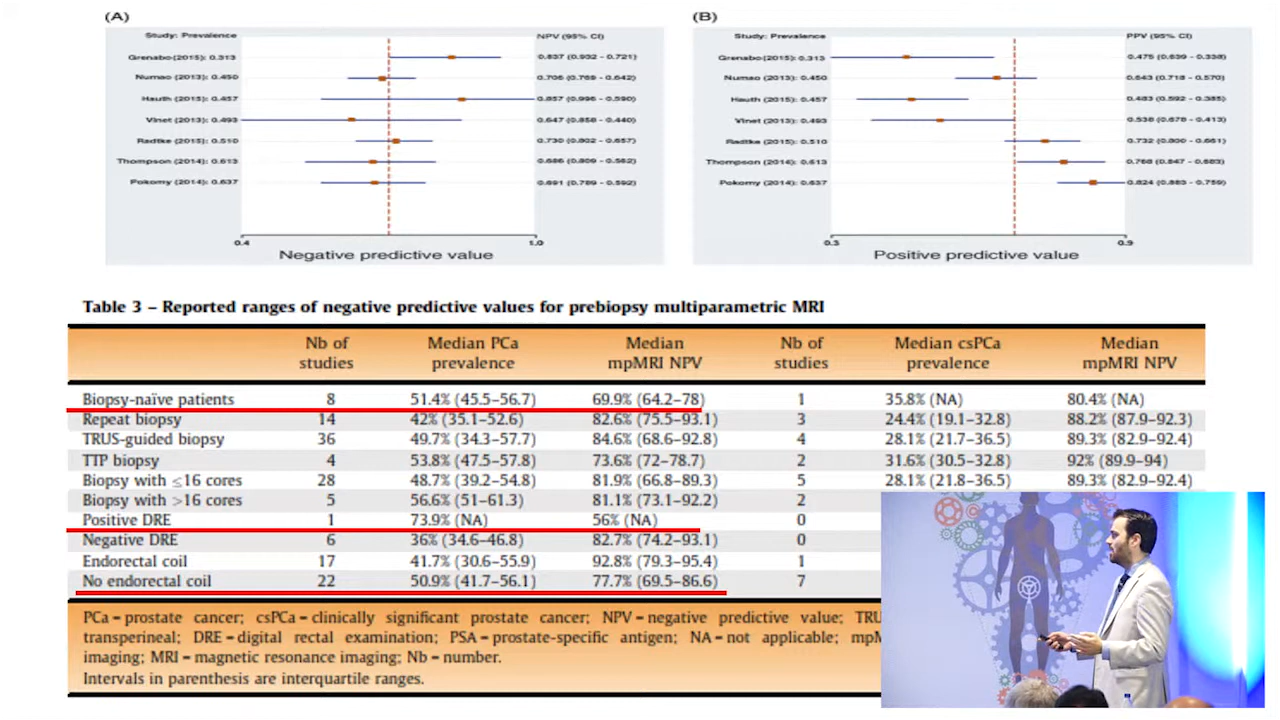 (A)
Study: Prevalence NPV (95% CI)
Grenabo (2015): 0.313 0.837 (0.932 - 0.721)
Numao (2013): 0.450 0.706 (0.769 - 0.642)
Hauth (2015): 0.457 0.857 (0.996 - 0.590)
Vinet (2013): 0.493 0.647 (0.858 - 0.440)
Radtke (2015): 0.510 0.730 (0.802 - 0.657)
Thompson (2014): 0.613 0.686 (0.809 - 0.562)
Pokorny (2014): 0.637 0.691 (0.789 - 0.592)
0.4 1.0
Negative predictive value
(B)
Study: Prevalence PPV (95% CI)
Grenabo (2015): 0.313 0.475 (0.639 - 0.338)
Numao (2013): 0.450 0.643 (0.718 - 0.570)
Hauth (2015): 0.457 0.483 (0.592 - 0.385)
Vinet (2013): 0.493 0.538 (0.678 - 0.413)
Radtke (2015): 0.510 0.732 (0.800 - 0.661)
Thompson (2014): 0.613 0.768 (0.847 - 0.683)
Pokorny (2014): 0.637 0.824 (0.883 - 0.759)
0.3 0.9
Positive predictive value
Table 3 – Reported ranges of negative predictive values for prebiopsy multiparametric MRI
Nb of Median PCa Median Nb of Median csPCa Median
studies prevalence mpMRI NPV studies prevalence mpMRI NPV
Biopsy-naïve patients 8 51.4% (45.5–56.7) 69.9% (64.2–78) 1 35.8% (NA) 80.4% (NA)
Repeat biopsy 14 42% (35.1–52.6) 82.6% (75.5–93.1) 3 24.4% (19.1–32.8) 88.2% (87.9–92.3)
TRUS-guided biopsy 36 49.7% (34.3–57.7) 84.6% (68.6–92.8) 4 28.1% (21.7–36.5) 89.3% (82.9–92.4)
TTP biopsy 4 53.8% (47.5–57.8) 73.6% (72–78.7) 2 31.6% (30.5–32.8) 92% (89.9–94)
Biopsy with ≤16 cores 28 48.7% (39.2–54.8) 81.9% (66.8–89.3) 5 28.1% (21.8–36.5) 89.3% (82.9–92.4)
Biopsy with >16 cores 5 56.6% (51–61.3) 81.1% (73.1–92.2) 2
Positive DRE 1 73.9% (NA) 56% (NA) 0
Negative DRE 6 36% (34.6–46.8) 82.7% (74.2–93.1) 0
Endorectal coil 17 41.7% (30.6–55.9) 92.8% (79.3–95.4) 1
No endorectal coil 22 50.9% (41.7–56.1) 77.7% (69.5–86.6) 7
PCa = prostate cancer; csPCa = clinically significant prostate cancer; NPV = negative predictive value; TRU
transperineal; DRE = digital rectal examination; PSA = prostate-specific antigen; NA = not applicable; mpM
imaging; MRI = magnetic resonance imaging; Nb = number.
Intervals in parenthesis are interquartile ranges.